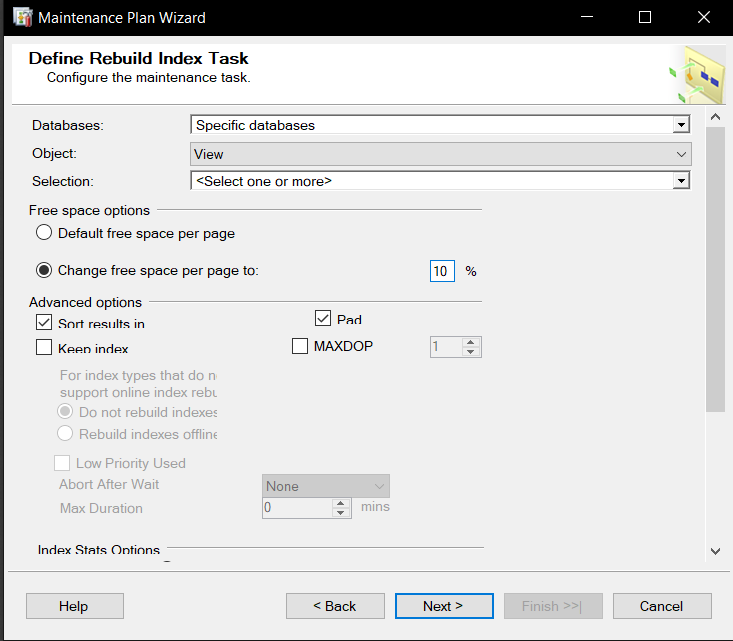 Maintenance Plan Wizard
Define Rebuild Index Task
Configure the maintenance task.
Databases: Specific databases
Object: View
Selection: <Select one or more>
Free space options
Default free space per page
Change free space per page to: 10 %
Advanced options
Sort results in Pad
Keep index MAXDOP 1
For index types that do
support online index
Do not rebuild indexes
Rebuild indexes offline
Low Priority Used
Abort After Wait None
Max Duration 0 mins
Index Stats Options
Help < Back Next > Finish >>| Cancel